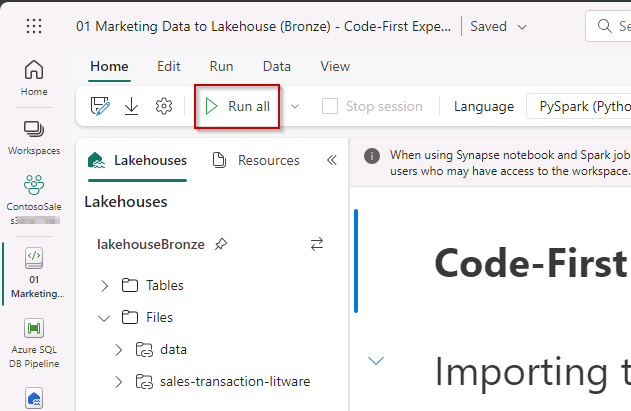 01 Marketing Data to Lakehouse (Bronze) - Code-First Expe...
Saved
Home
Edit
Run
Data
View
Run all
Stop session
Language
PySpark (Pytho
Home
Workspaces
ContosoSale
01
Marketing...
Azure SQL
DB Pipeline
Lakehouses
Resources
Lakehouses
lakehouseBronze
Tables
Files
data
sales-transaction-litware
When using Synapse notebook and Spark job
users who may have access to the workspace.
Code-First
Importing t